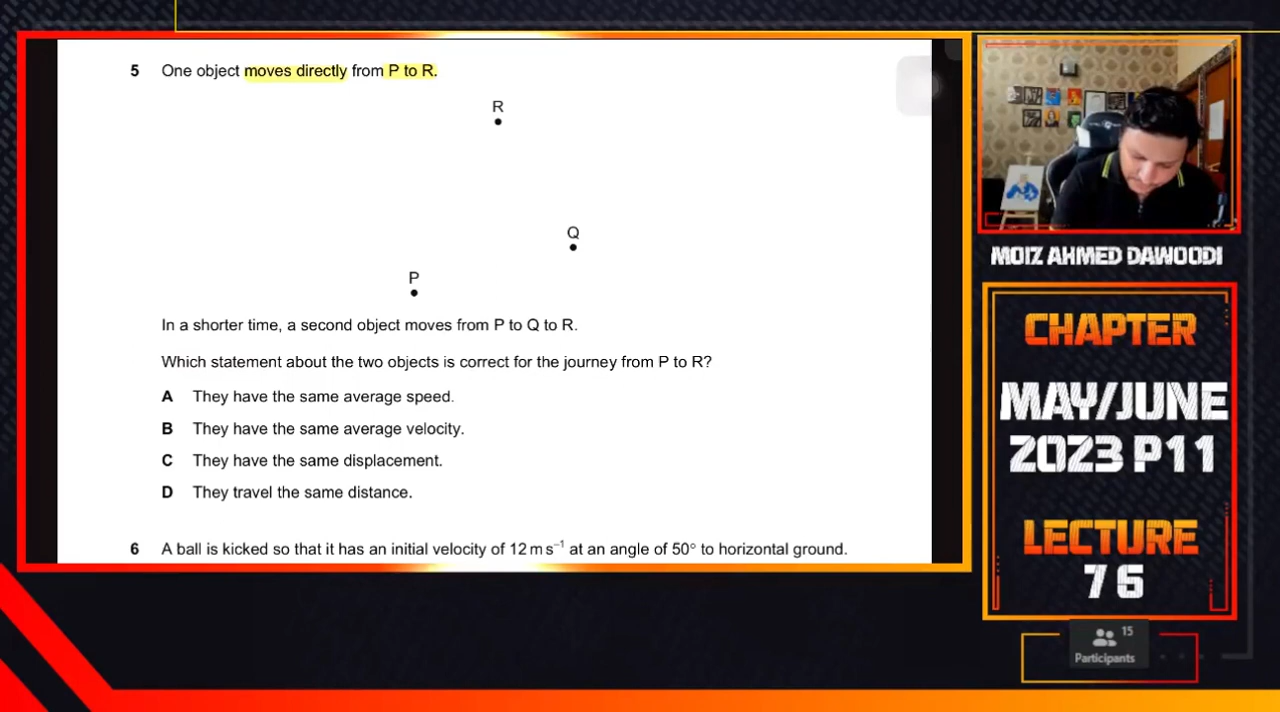 5 One object moves directly from P to R.
R
Q
P
In a shorter time, a second object moves from P to Q to R.
Which statement about the two objects is correct for the journey from P to R?
A They have the same average speed.
B They have the same average velocity.
C They have the same displacement.
D They travel the same distance.
6 A ball is kicked so that it has an initial velocity of 12 m s⁻¹ at an angle of 50° to horizontal ground.
MOIZ AHMED DAWOODI
CHAPTER
MAY/JUNE
2023 P11
LECTURE
76
15
Participants